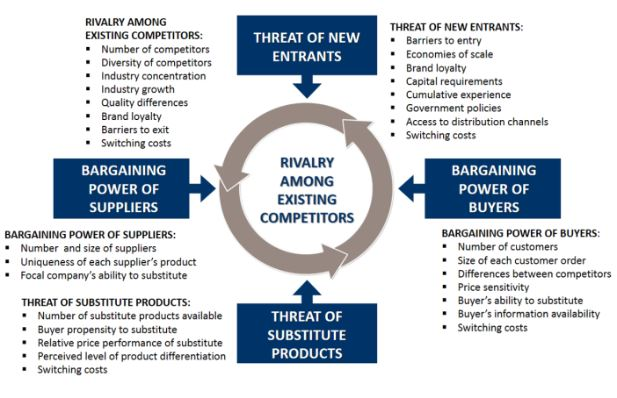 RIVALRY AMONG
EXISTING COMPETITORS:
▪ Number of competitors
▪ Diversity of competitors
▪ Industry concentration
▪ Industry growth
▪ Quality differences
▪ Brand loyalty
▪ Barriers to exit
▪ Switching costs
THREAT OF NEW
ENTRANTS
THREAT OF NEW ENTRANTS:
▪ Barriers to entry
▪ Economies of scale
▪ Brand loyalty
▪ Capital requirements
▪ Cumulative experience
▪ Government policies
▪ Access to distribution channels
▪ Switching costs
BARGAINING
POWER OF
SUPPLIERS
RIVALRY
AMONG
EXISTING
COMPETITORS
BARGAINING
POWER OF
BUYERS
BARGAINING POWER OF SUPPLIERS:
▪ Number and size of suppliers
▪ Uniqueness of each supplier's product
▪ Focal company's ability to substitute
BARGAINING POWER OF BUYERS:
▪ Number of customers
▪ Size of each customer order
▪ Differences between competitors
▪ Price sensitivity
▪ Buyer's ability to substitute
▪ Buyer's information availability
▪ Switching costs
THREAT OF SUBSTITUTE PRODUCTS:
▪ Number of substitute products available
▪ Buyer propensity to substitute
▪ Relative price performance of substitute
▪ Perceived level of product differentiation
▪ Switching costs
THREAT OF
SUBSTITUTE
PRODUCTS